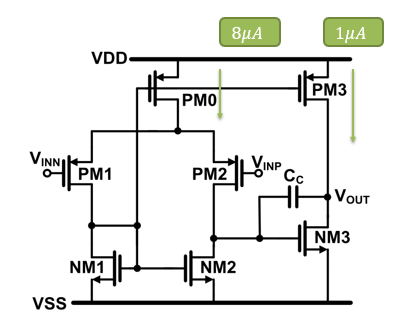 8μA 1μA
VDD
PM0 PM3
VINN PM1 PM2 VINP CC
VOUT
NM1 NM2 NM3
VSS